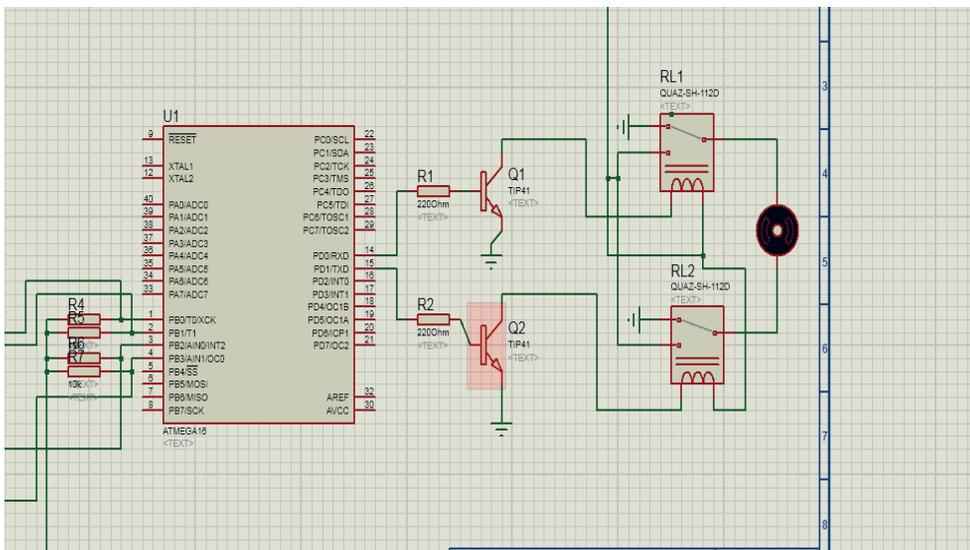 RL1
QUAZ-SH-112D
<TEXT>
3
U1
9 RESET
PC0/SCL 22
PC1/SDA 23
13 XTAL1
PC2/TCK 24
12 XTAL2
PC3/TMS 25
PC4/TDO 26
40 PA0/ADC0
PC5/TDI 27
39 PA1/ADC1
PC6/TOSC1 28
38 PA2/ADC2
PC7/TOSC2 29
37 PA3/ADC3
36 PA4/ADC4
PD0/RXD 14
35 PA5/ADC5
PD1/TXD 15
34 PA6/ADC6
PD2/INT0 16
33 PA7/ADC7
PD3/INT1 17
PD4/OC1B 18
1 PB0/T0/XCK
PD5/OC1A 19
2 PB1/T1
PD6/ICP1 20
3 PB2/AIN0/INT2
PD7/OC2 21
4 PB3/AIN1/OC0
5 PB4/SS
6 PB5/MOSI
7 PB6/MISO
AREF 32
8 PB7/SCK
AVCC 30
ATMEGA16
<TEXT>
R1
220Ohm
<TEXT>
Q1
TIP41
<TEXT>
4
5
RL2
QUAZ-SH-112D
<TEXT>
R4
R5
R6
R7
10k
<TEXT>
R2
220Ohm
<TEXT>
Q2
TIP41
<TEXT>
6
7
8